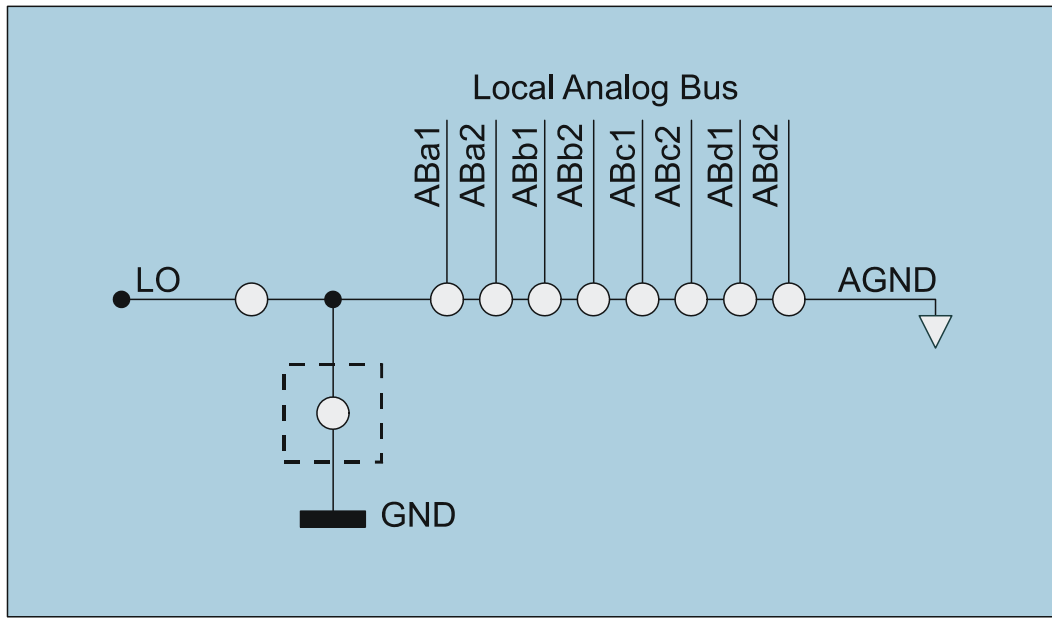 Local Analog Bus
ABa1
ABa2
ABb1
ABb2
ABc1
ABc2
ABd1
ABd2
LO
AGND
GND